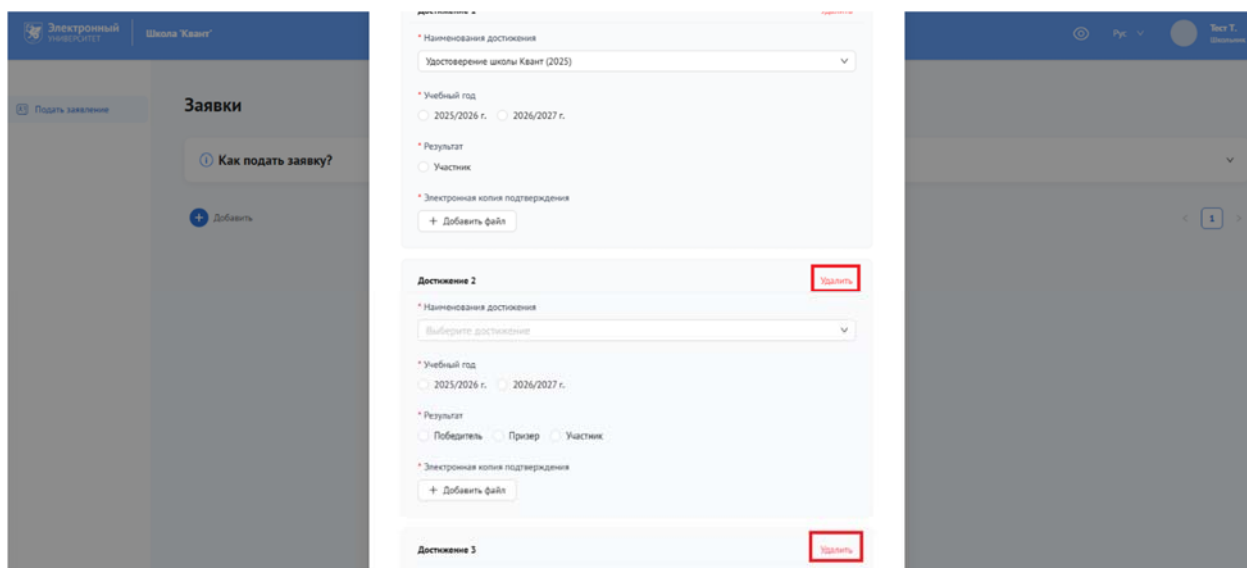 Электронный
УНИВЕРСИТЕТ
Школа 'Квант'
Рус
Тест Т.
Школьник
Подать заявление
Заявки
Как подать заявку?
Добавить
1
Достижение 1
Удалить
* Наименования достижения
Удостоверение школы Квант (2025)
* Учебный год
2025/2026 г. 2026/2027 г.
* Результат
Участник
* Электронная копия подтверждения
+ Добавить файл
Достижение 2
Удалить
* Наименования достижения
Выберите достижение
* Учебный год
2025/2026 г. 2026/2027 г.
* Результат
Победитель Призер Участник
* Электронная копия подтверждения
+ Добавить файл
Достижение 3
Удалить